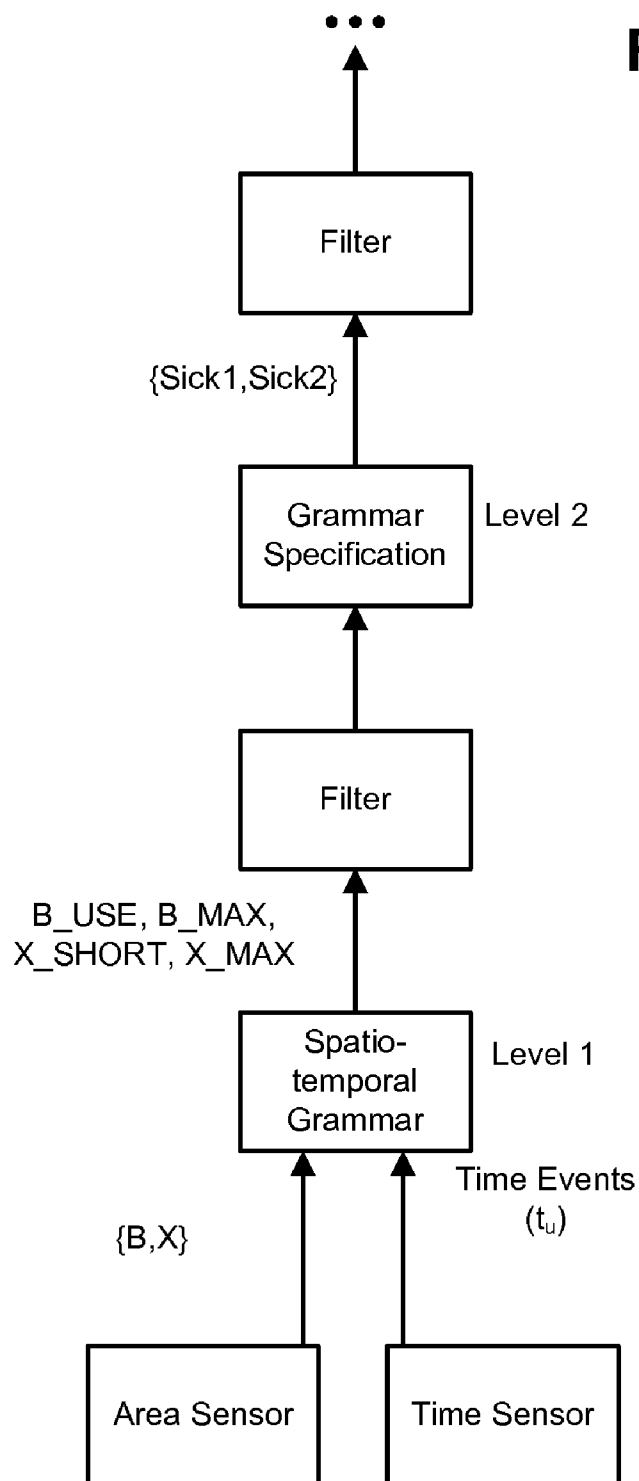 •••
Filter
{Sick1,Sick2}
Grammar
Specification
Level 2
Filter
B_USE, B_MAX,
X_SHORT, X_MAX
Spatio-
temporal
Grammar
Level 1
Time Events
(tᵤ)
{B,X}
Area Sensor
Time Sensor